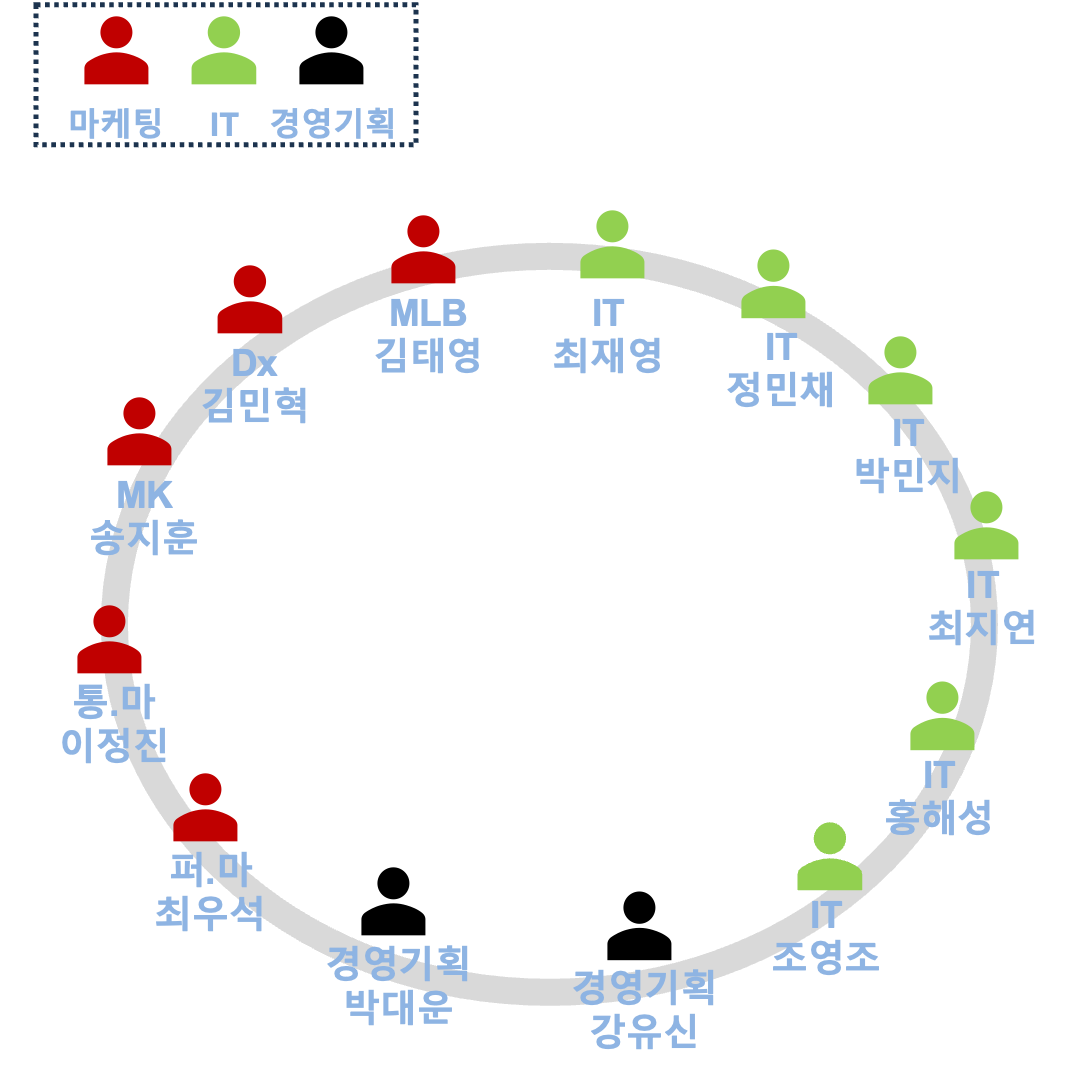 마케팅
IT
경영기획
MLB
김태영
IT
최재영
Dx
김민혁
IT
정민채
IT
박민지
MK
송지훈
IT
최지연
통.마
이정진
IT
홍해성
퍼.마
최우석
IT
조영조
경영기획
박대운
경영기획
강유신